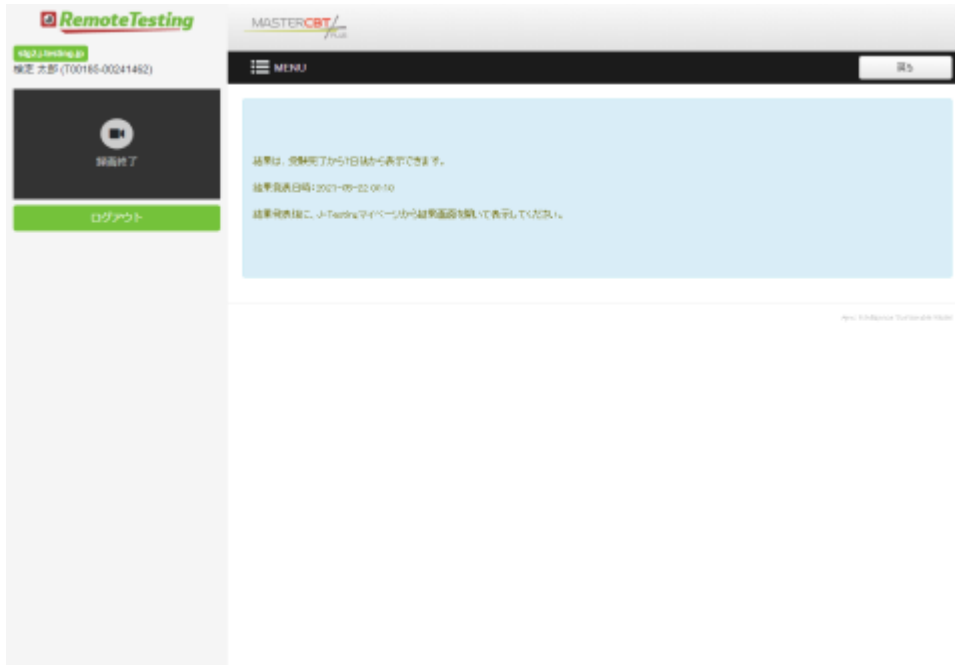 RemoteTesting
検定 太郎 (T00165-00241462)
録画終了
ログアウト
MASTERCBT
PLUS
MENU
戻る
結果は、受験完了から7日後から表示できます。
結果発表日時：2021-09-22
結果発表後に、J-Testingマイページから結果画面を開いて表示してください。